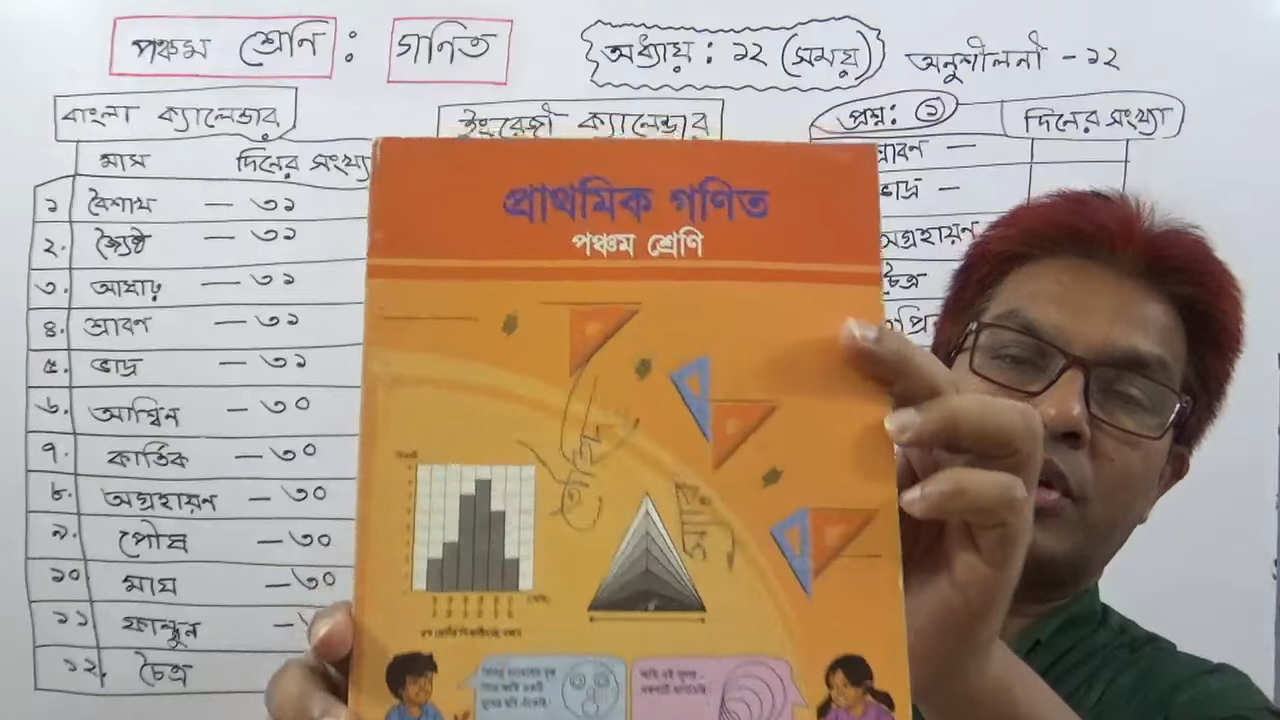 পঞ্চম শ্রেণি : গণিত
অধ্যায় : ১২ (সময়)
অনুশীলনী - ১২
বাংলা ক্যালেন্ডার
মাস দিনের সংখ্যা
১ বৈশাখ — ৩১
২. জ্যৈষ্ঠ — ৩১
৩. আষাঢ় — ৩১
৪. শ্রাবণ — ৩১
৫. ভাদ্র — ৩১
৬. আশ্বিন — ৩০
৭. কার্তিক — ৩০
৮. অগ্রহায়ন — ৩০
৯. পৌষ — ৩০
১০ মাঘ — ৩০
১১ ফাল্গুন —
১২. চৈত্র
ইংরেজী ক্যালেন্ডার
প্রশ্ন: ১ দিনের সংখ্যা
শ্রাবণ —
ভাদ্র —
অগ্রহায়ন
চৈত্র
প্রাথমিক গণিত
পঞ্চম শ্রেণি